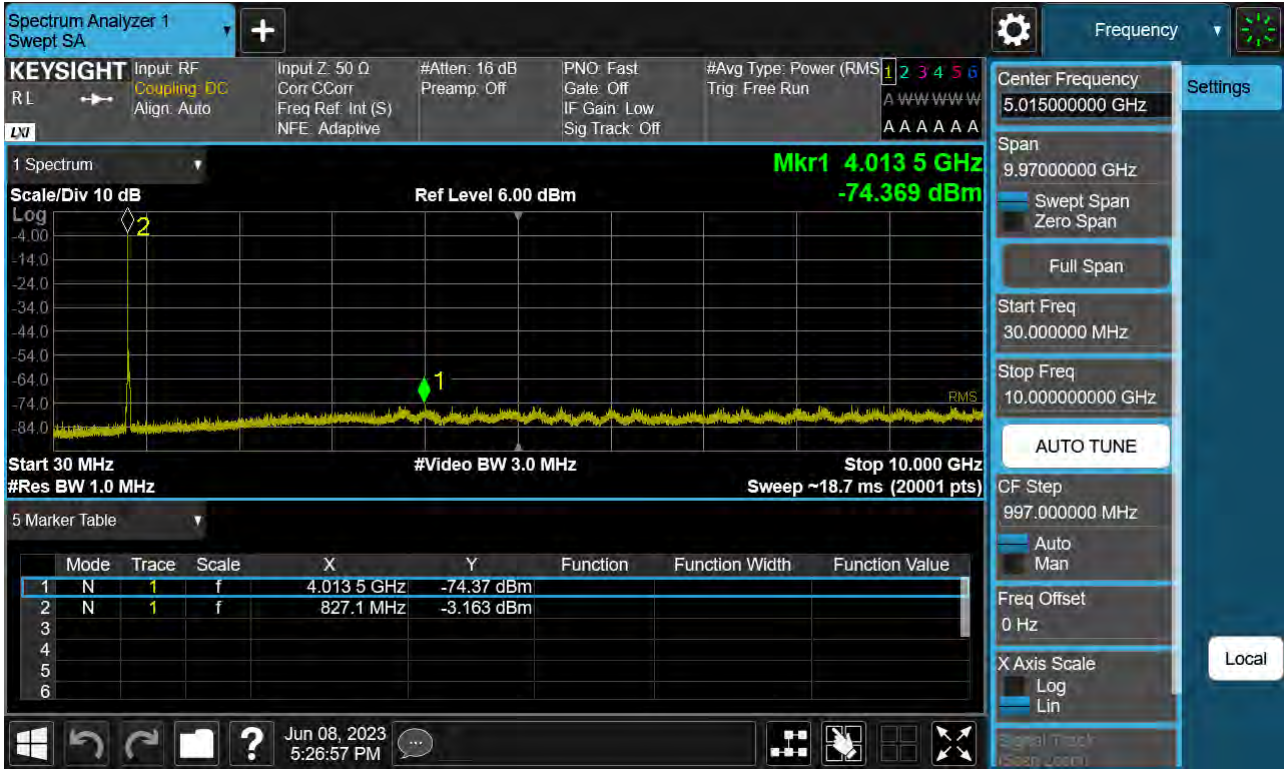 Spectrum Analyzer 1
Swept SA
+
Frequency
KEYSIGHT
Input: RF
Input Z: 50 Ω
#Atten: 16 dB
PNO: Fast
#Avg Type: Power (RMS
1 2 3 4 5 6
R L
Coupling: DC
Corr CCorr
Preamp: Off
Gate: Off
Trig: Free Run
A W W W W W
Align: Auto
Freq Ref: Int (S)
IF Gain: Low
LXI
NFE: Adaptive
Sig Track: Off
A A A A A A
1 Spectrum
Mkr1 4.013 5 GHz
Scale/Div 10 dB
Ref Level 6.00 dBm
-74.369 dBm
Log
2
-4.00
-14.0
-24.0
-34.0
-44.0
-54.0
-64.0
1
-74.0
RMS
-84.0
Start 30 MHz
#Video BW 3.0 MHz
Stop 10.000 GHz
#Res BW 1.0 MHz
Sweep ~18.7 ms (20001 pts)
5 Marker Table
Mode Trace Scale X Y Function Function Width Function Value
1 N 1 f 4.013 5 GHz -74.37 dBm
2 N 1 f 827.1 MHz -3.163 dBm
3
4
5
6
Center Frequency
5.015000000 GHz
Settings
Span
9.97000000 GHz
Swept Span
Zero Span
Full Span
Start Freq
30.000000 MHz
Stop Freq
10.000000000 GHz
AUTO TUNE
CF Step
997.000000 MHz
Auto
Man
Freq Offset
0 Hz
X Axis Scale
Log
Lin
Signal Track
(Span Zoom)
Local
?
Jun 08, 2023
5:26:57 PM